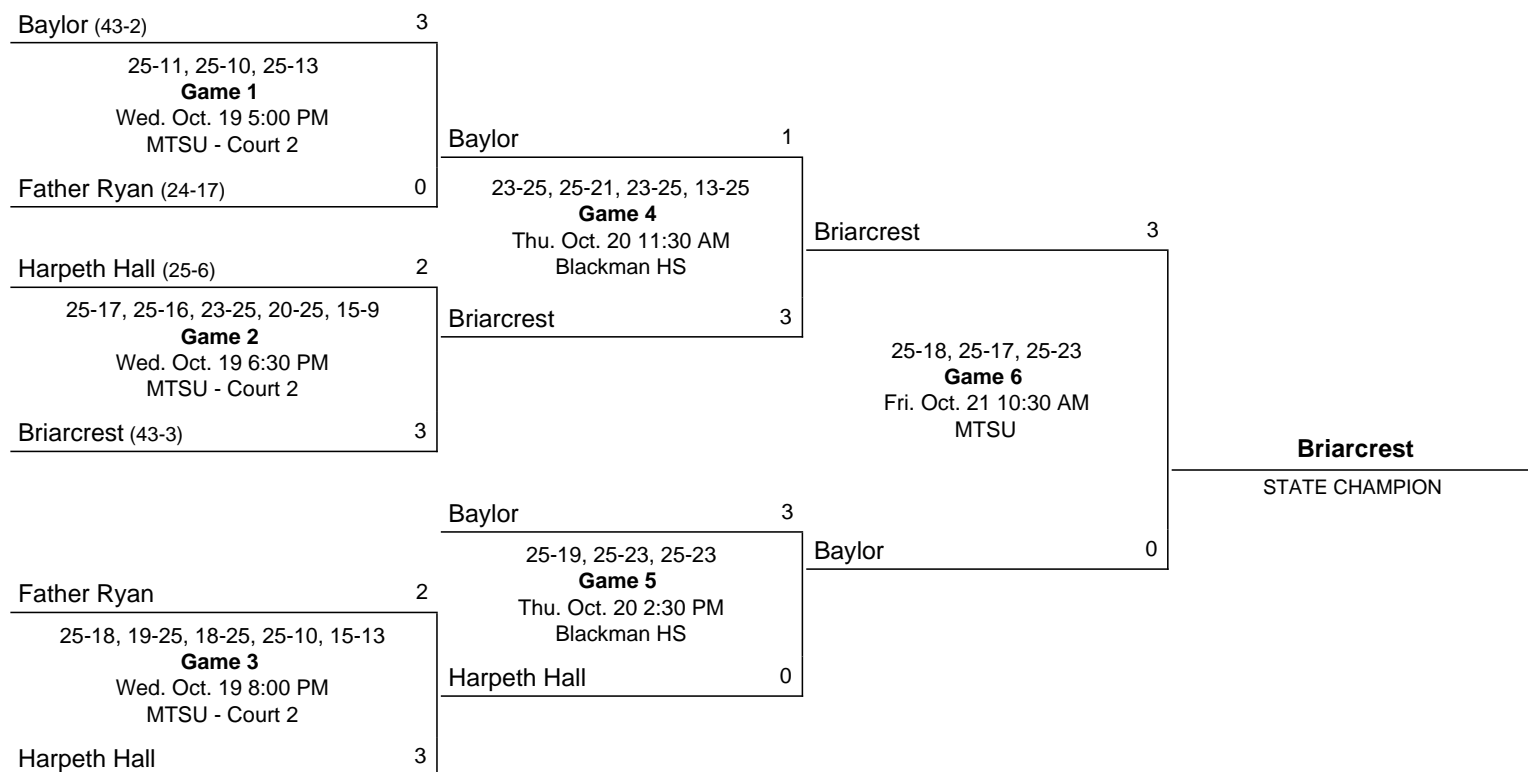 Baylor (43-2) 3
25-11, 25-10, 25-13
Game 1
Wed. Oct. 19 5:00 PM
MTSU - Court 2
Father Ryan (24-17) 0
Harpeth Hall (25-6) 2
25-17, 25-16, 23-25, 20-25, 15-9
Game 2
Wed. Oct. 19 6:30 PM
MTSU - Court 2
Briarcrest (43-3) 3
Father Ryan 2
25-18, 19-25, 18-25, 25-10, 15-13
Game 3
Wed. Oct. 19 8:00 PM
MTSU - Court 2
Harpeth Hall 3
Baylor 1
23-25, 25-21, 23-25, 13-25
Game 4
Thu. Oct. 20 11:30 AM
Blackman HS
Briarcrest 3
Baylor 3
25-19, 25-23, 25-23
Game 5
Thu. Oct. 20 2:30 PM
Blackman HS
Harpeth Hall 0
Briarcrest 3
25-18, 25-17, 25-23
Game 6
Fri. Oct. 21 10:30 AM
MTSU
Baylor 0
Briarcrest
STATE CHAMPION